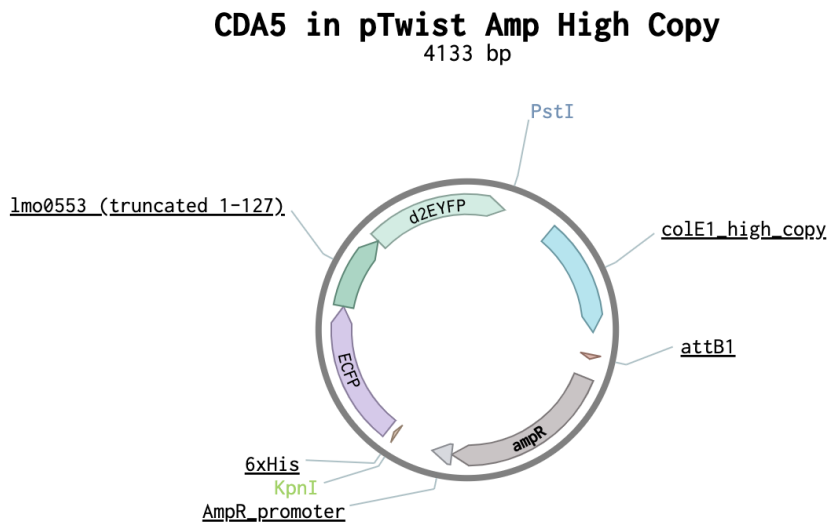 CDA5 in pTwist Amp High Copy
4133 bp
PstI
lmo0553 (truncated 1-127)
d2EYFP
colE1_high_copy
attB1
ECFP
ampR
6xHis
KpnI
AmpR_promoter